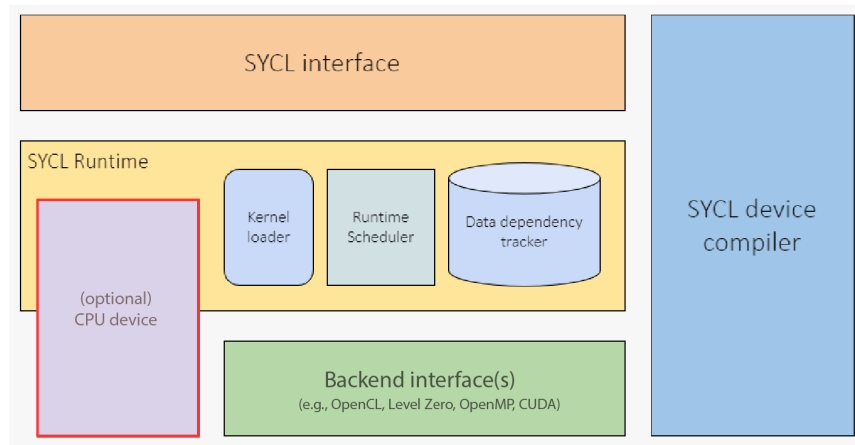 SYCL interface
SYCL Runtime
Kernel
loader
Runtime
Scheduler
Data dependency
tracker
(optional)
CPU device
Backend interface(s)
(e.g., OpenCL, Level Zero, OpenMP, CUDA)
SYCL device
compiler